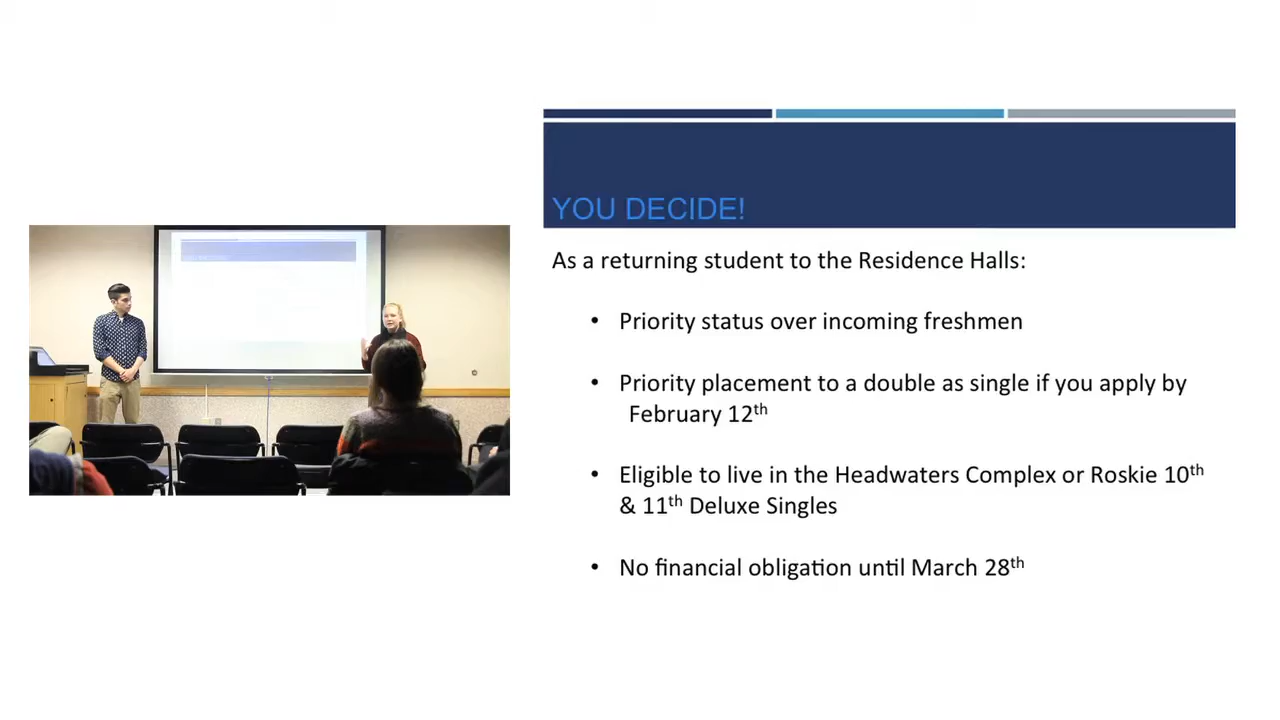 YOU DECIDE!
As a returning student to the Residence Halls:
• Priority status over incoming freshmen
• Priority placement to a double as single if you apply by
February 12th
• Eligible to live in the Headwaters Complex or Roskie 10th
& 11th Deluxe Singles
• No financial obligation until March 28th